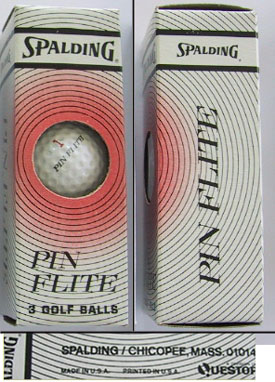 SPALDING
1
PIN FLITE
PIN
FLITE
3 GOLF BALLS
SPALDING
PIN FLITE
SPALDING / CHICOPEE, MASS. 01014
MADE IN U.S.A. PRINTED IN U.S.A.
QUESTOR